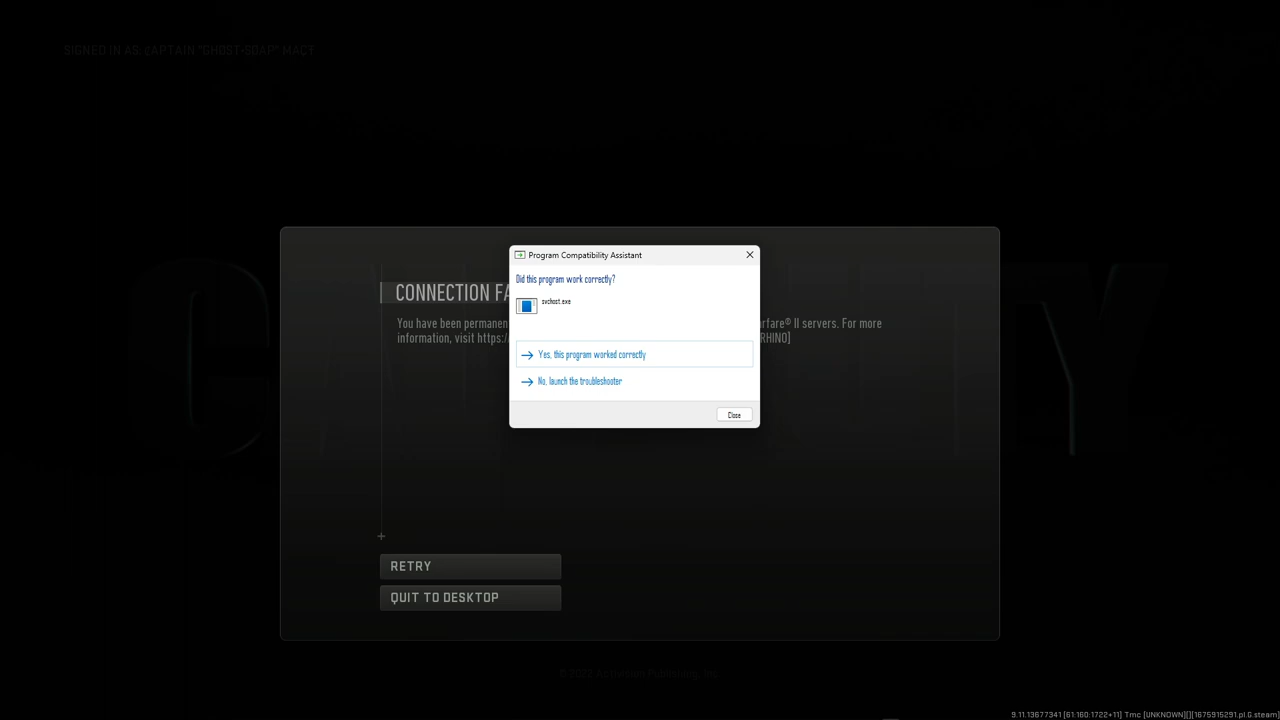 SIGNED IN AS: CAPTAIN "GHOST-SOAP" MACT
Program Compatibility Assistant
Did this program work correctly?
svchost.exe
CONNECTION FA
You have been permanen
rfare® II servers. For more
information, visit https:/
RHINO]
Yes, this program worked correctly
No, launch the troubleshooter
Close
RETRY
QUIT TO DESKTOP
© 2022 Activision Publishing, Inc.
9.11.13677341 [61:160:1722+11] Tmc [UNKNOWN][][1675915291.pl.G.steam]